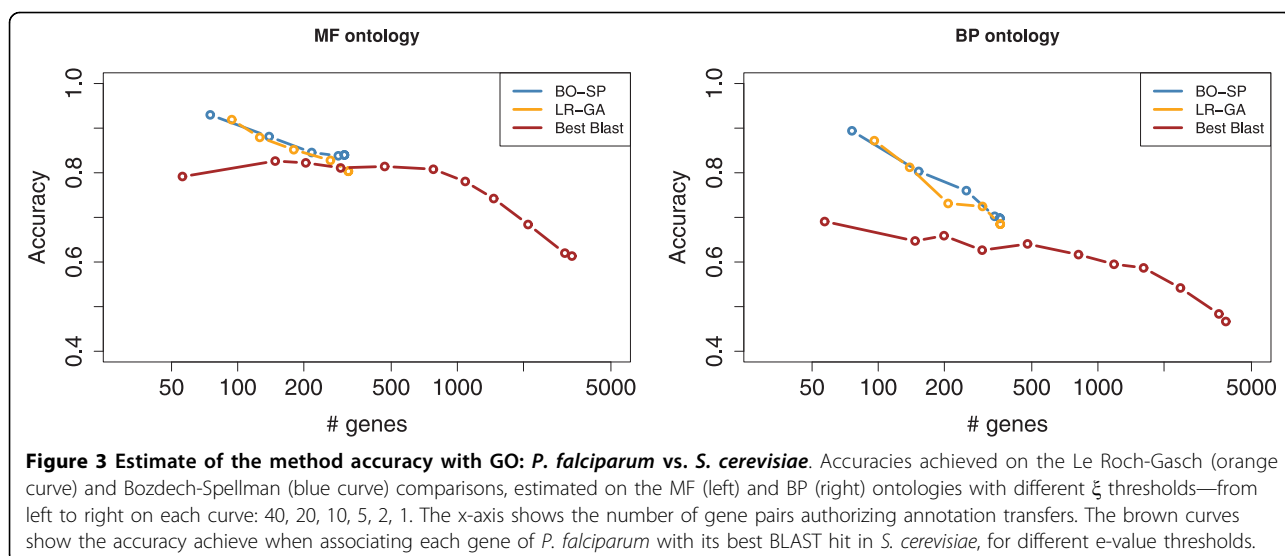 MF ontology
Accuracy
1.0
0.8
0.6
0.4
BO−SP
LR−GA
Best Blast
50 100 200 500 1000 5000
# genes
BP ontology
Accuracy
1.0
0.8
0.6
0.4
BO−SP
LR−GA
Best Blast
50 100 200 500 1000 5000
# genes
Figure 3 Estimate of the method accuracy with GO: P. falciparum vs. S. cerevisiae. Accuracies achieved on the Le Roch-Gasch (orange
curve) and Bozdech-Spellman (blue curve) comparisons, estimated on the MF (left) and BP (right) ontologies with different ξ thresholds—from
left to right on each curve: 40, 20, 10, 5, 2, 1. The x-axis shows the number of gene pairs authorizing annotation transfers. The brown curves
show the accuracy achieve when associating each gene of P. falciparum with its best BLAST hit in S. cerevisiae, for different e-value thresholds.